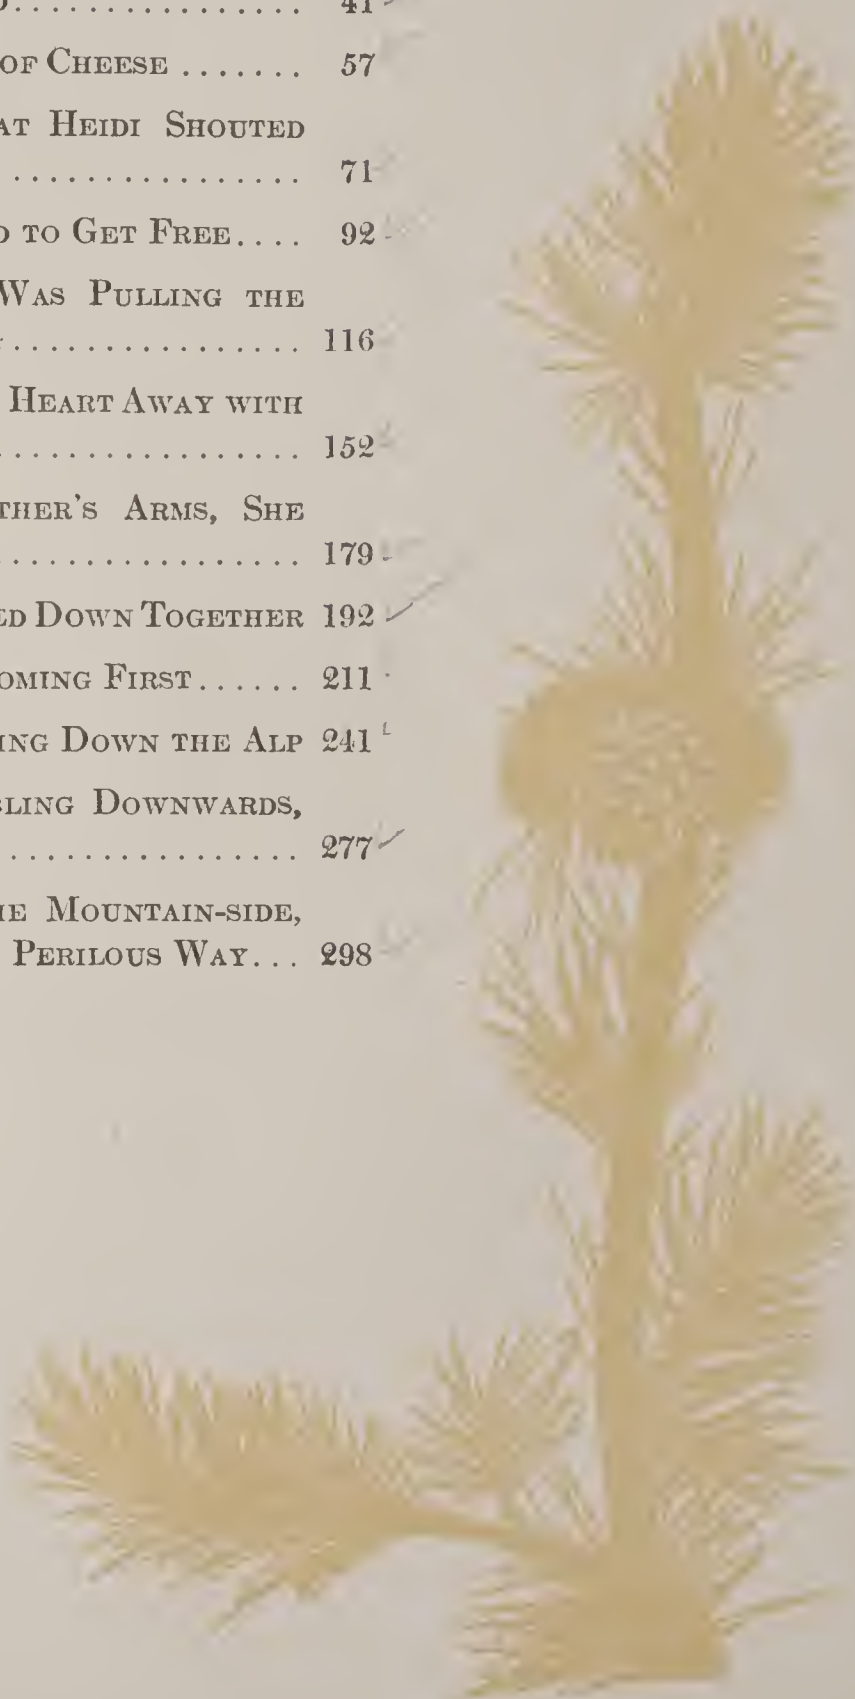 ................ 41
OF CHEESE ....... 57
AT HEIDI SHOUTED
................ 71
TO GET FREE.... 92
WAS PULLING THE
................ 116
HEART AWAY WITH
................. 152
THER'S ARMS, SHE
................. 179
ED DOWN TOGETHER 192
OMING FIRST...... 211
ING DOWN THE ALP 241
LING DOWNWARDS,
................ 277
E MOUNTAIN-SIDE,
PERILOUS WAY... 298